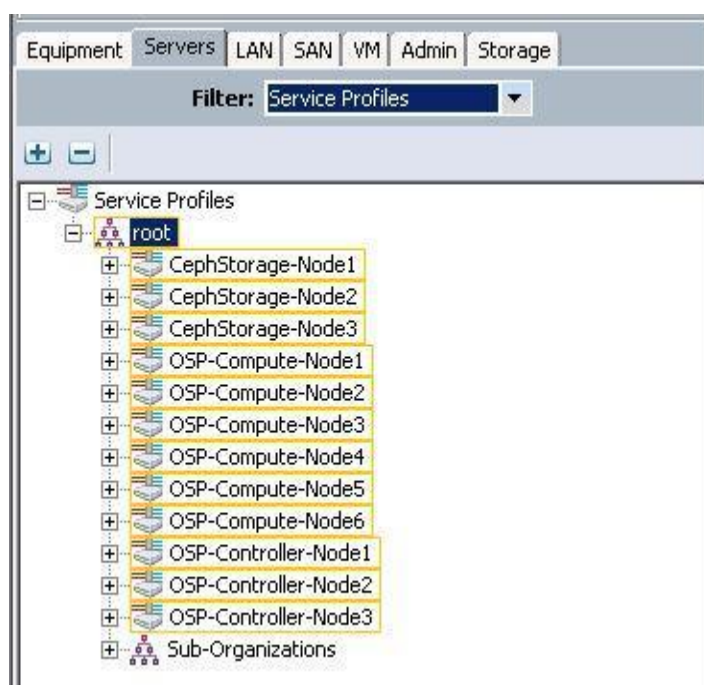 Equipment Servers LAN SAN VM Admin Storage
Filter: Service Profiles
Service Profiles
root
CephStorage-Node1
CephStorage-Node2
CephStorage-Node3
OSP-Compute-Node1
OSP-Compute-Node2
OSP-Compute-Node3
OSP-Compute-Node4
OSP-Compute-Node5
OSP-Compute-Node6
OSP-Controller-Node1
OSP-Controller-Node2
OSP-Controller-Node3
Sub-Organizations